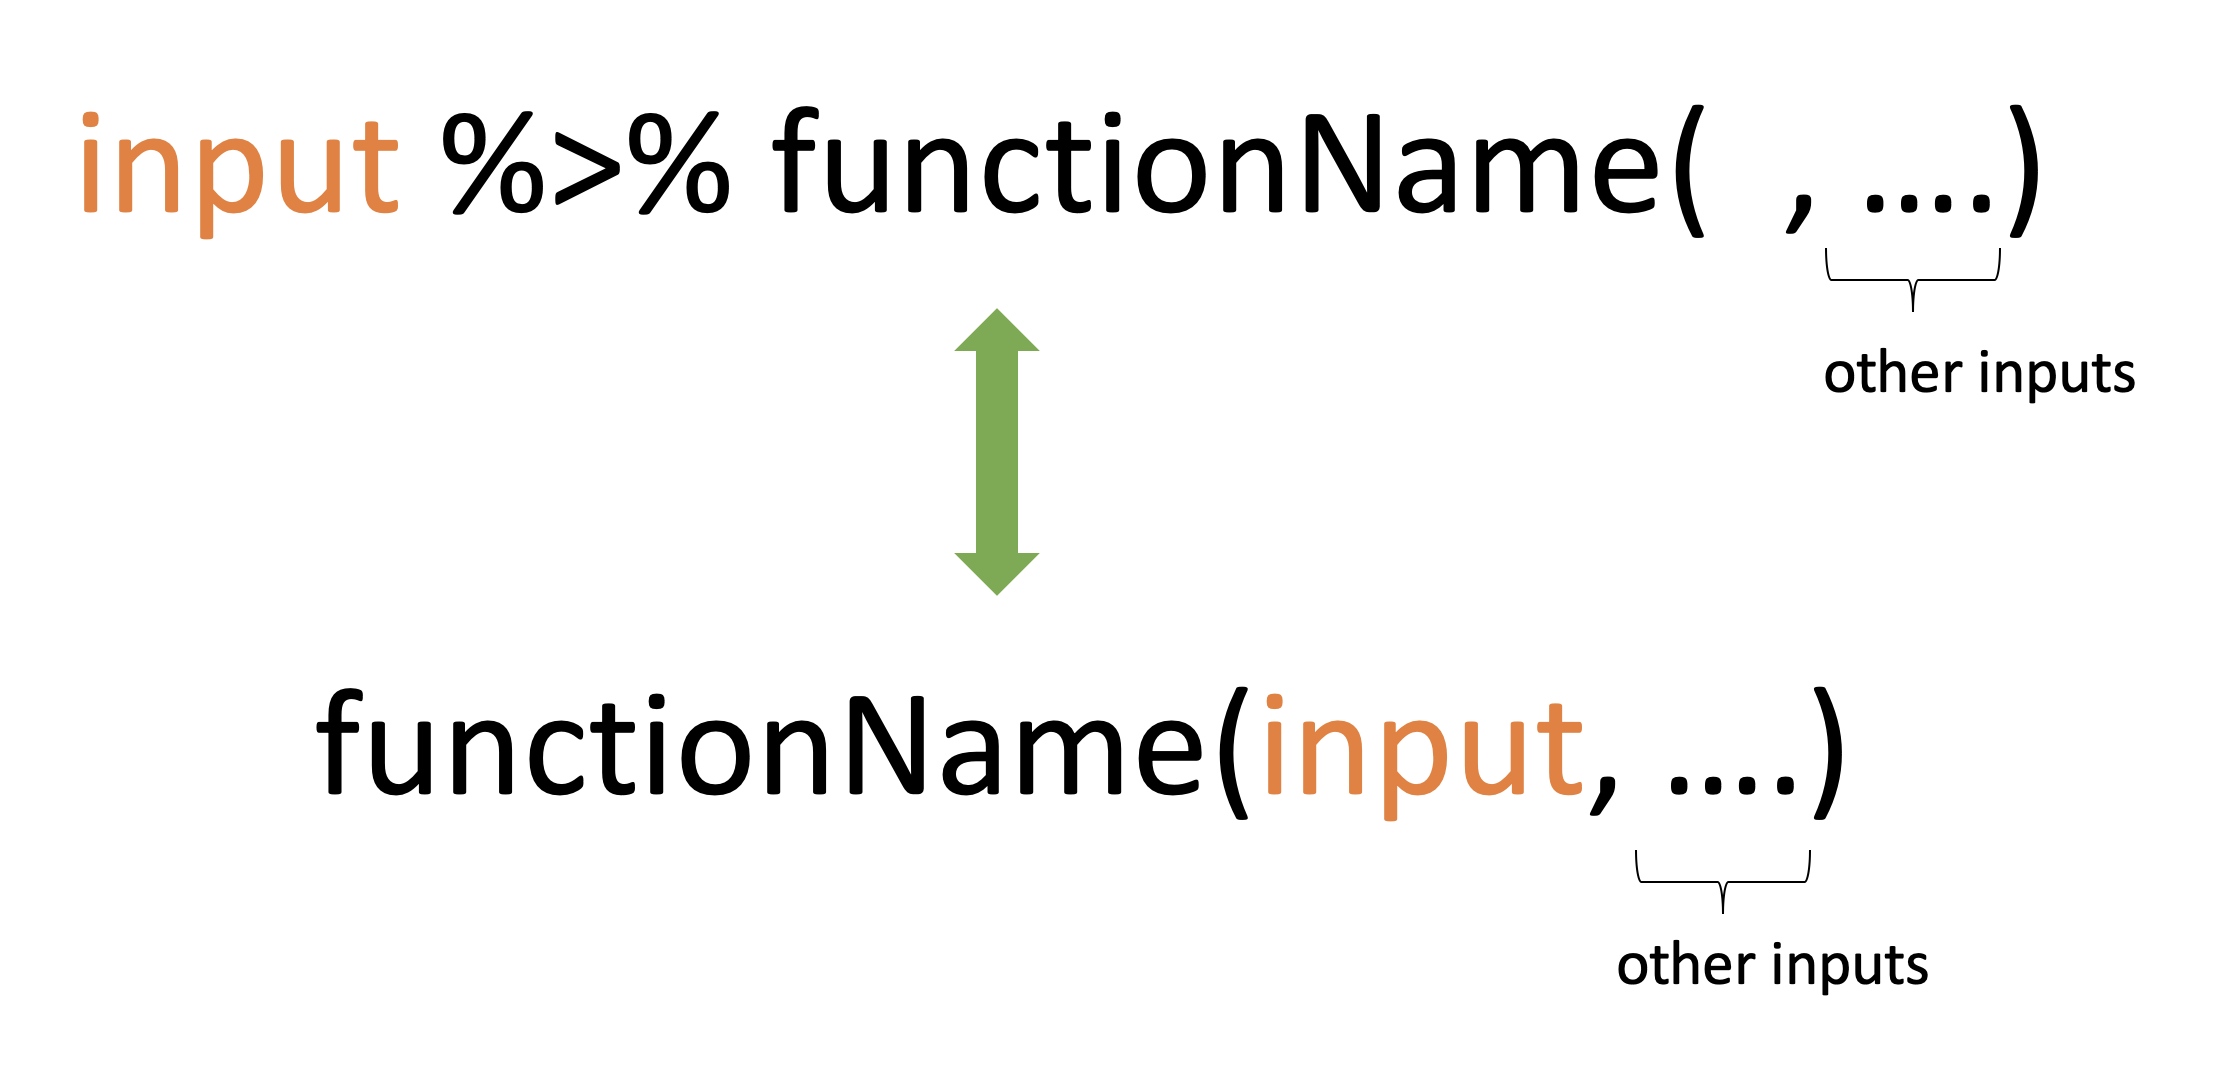 input %>% functionName( , ....)
other inputs
functionName(input, ....)
other inputs